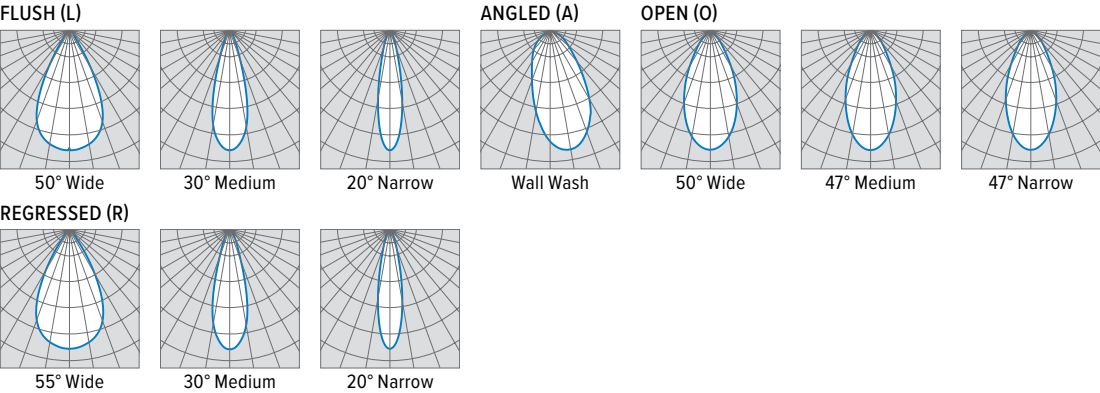 FLUSH (L)
ANGLED (A)
OPEN (O)
50° Wide
30° Medium
20° Narrow
Wall Wash
50° Wide
47° Medium
47° Narrow
REGRESSED (R)
55° Wide
30° Medium
20° Narrow